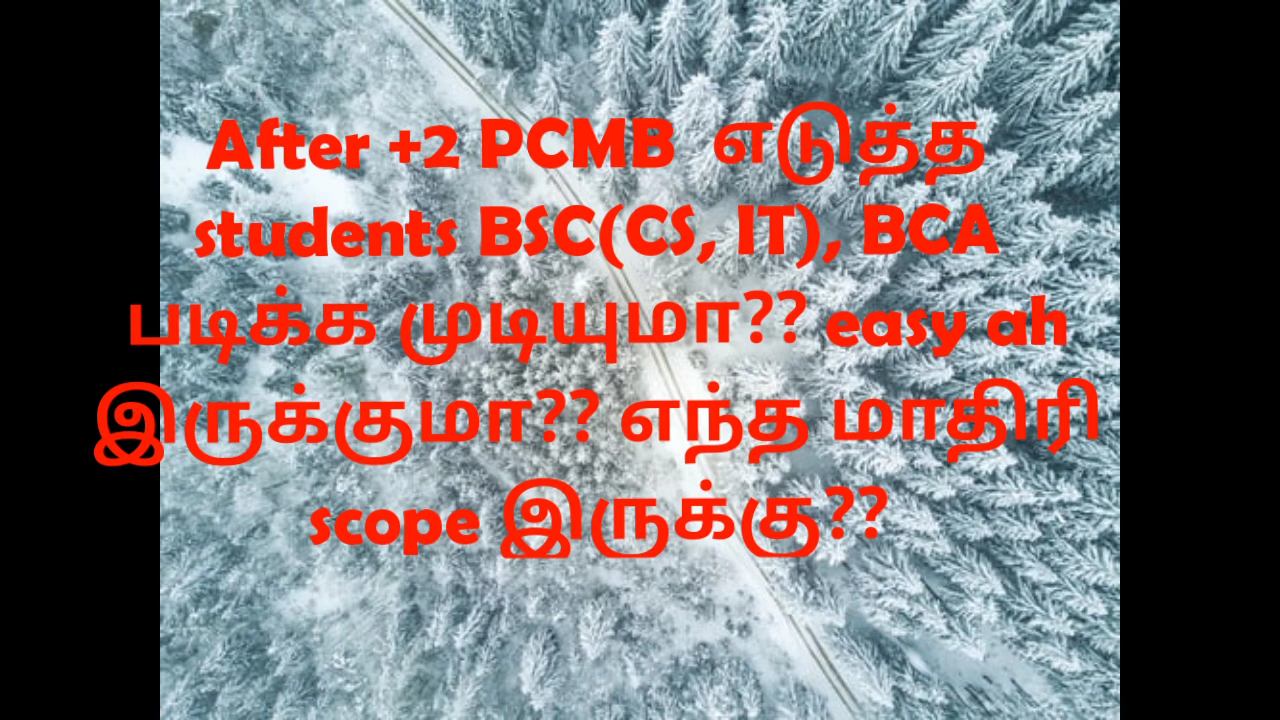 After +2 PCMB எடுத்த
students BSC(CS, IT), BCA
படிக்க முடியுமா?? easy ah
இருக்குமா?? எந்த மாதிரி
scope இருக்கு??